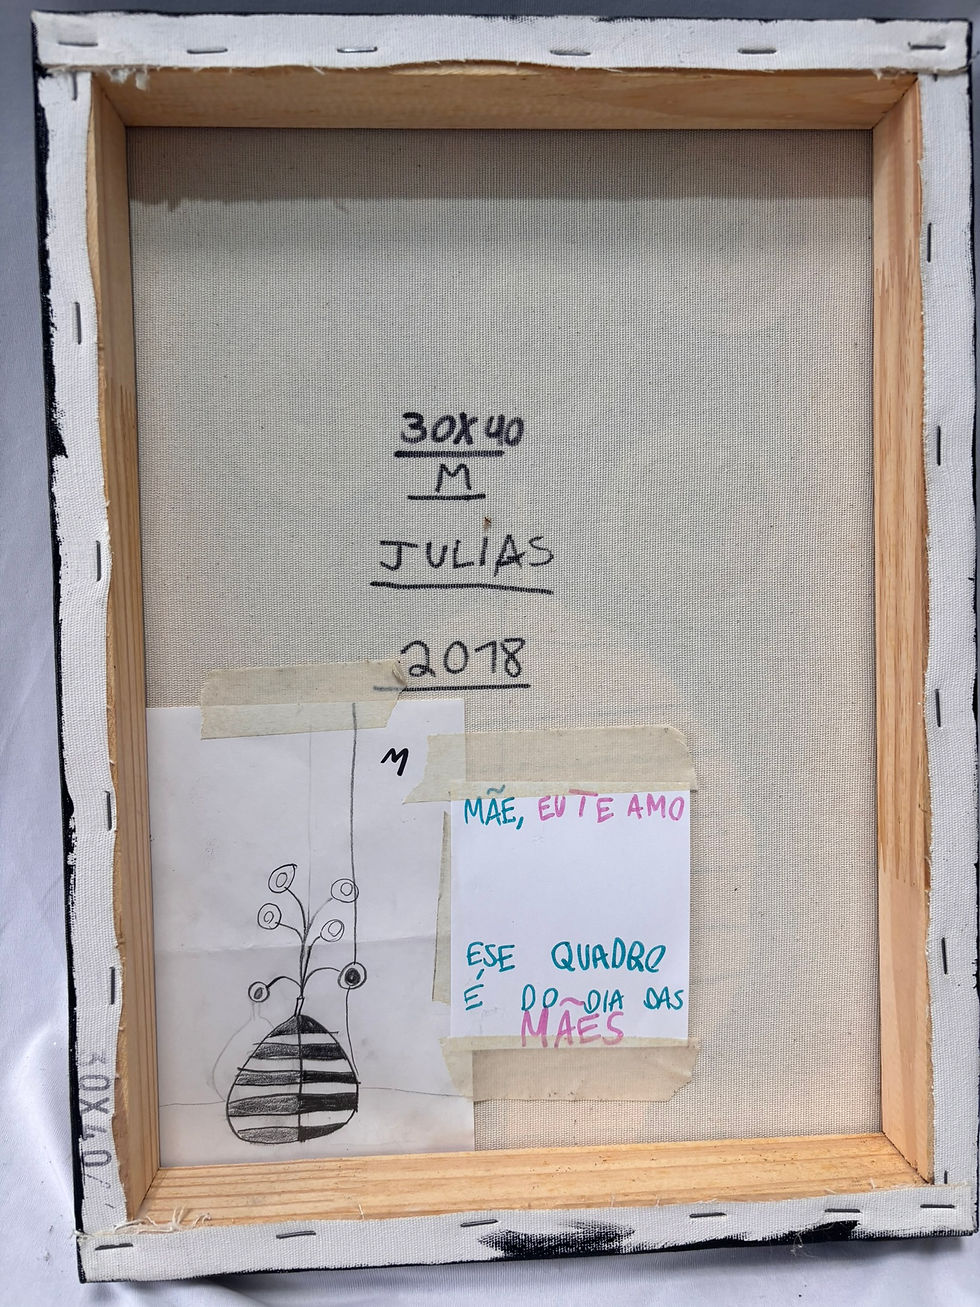 30X40
M
JULIAS
2018
M
MÃE, EU TE AMO
ESE QUADRO
É DO DIA DAS
MÃES
30X40